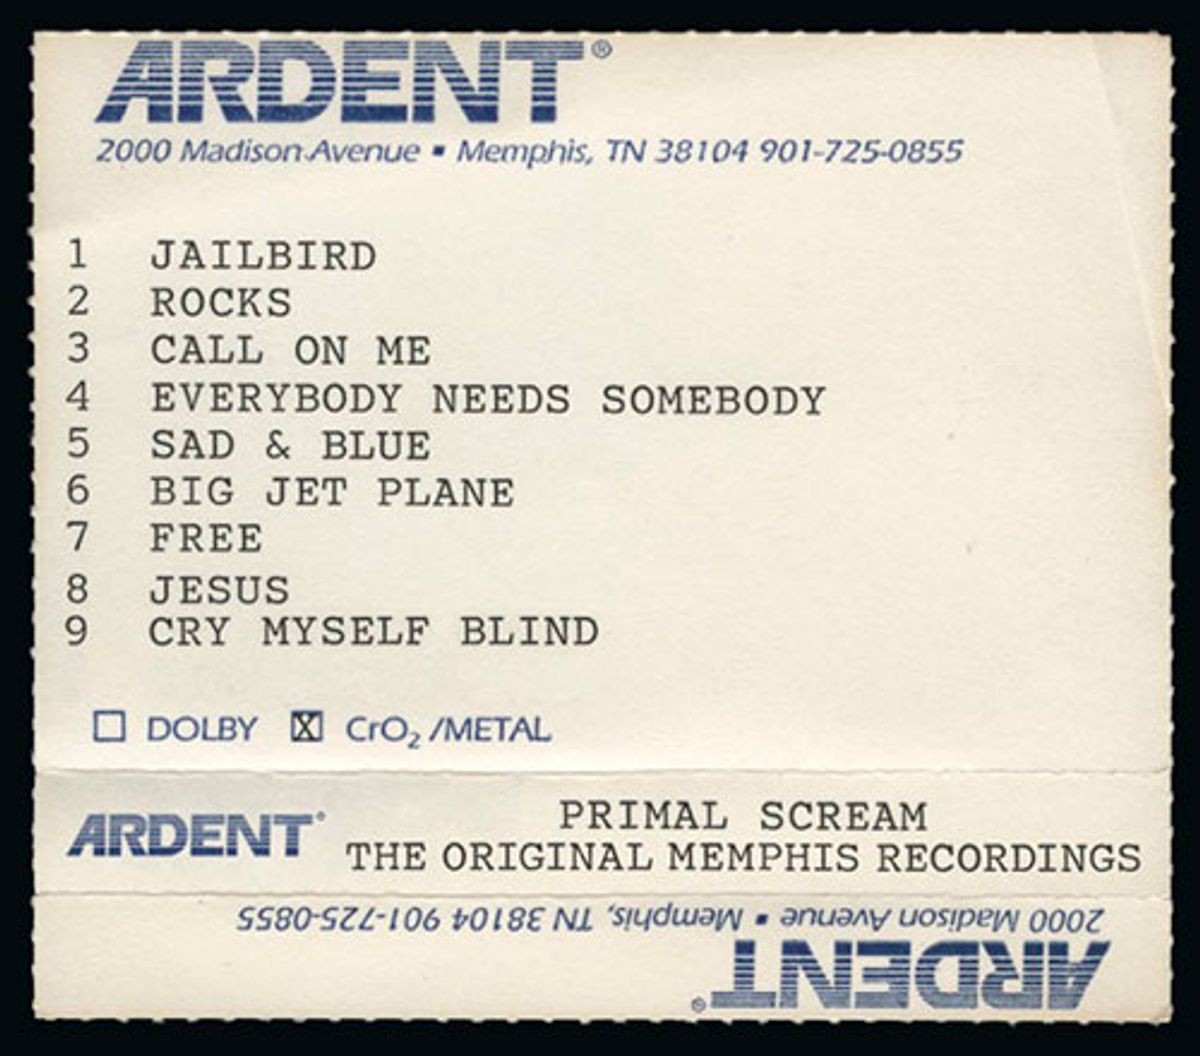 ARDENT®
2000 Madison Avenue ▪ Memphis, TN 38104 901-725-0855
1 JAILBIRD
2 ROCKS
3 CALL ON ME
4 EVERYBODY NEEDS SOMEBODY
5 SAD & BLUE
6 BIG JET PLANE
7 FREE
8 JESUS
9 CRY MYSELF BLIND
☐ DOLBY ☒ CrO₂/METAL
PRIMAL SCREAM
ARDENT® THE ORIGINAL MEMPHIS RECORDINGS
2000 Madison Avenue ▪ Memphis, TN 38104 901-725-0855
ARDENT®